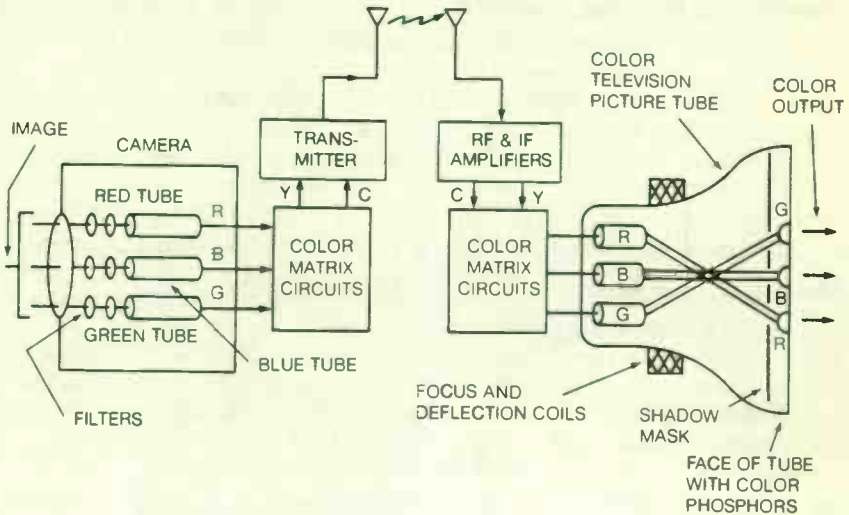 IMAGE
CAMERA
RED TUBE
R
B
G
GREEN TUBE
BLUE TUBE
FILTERS
COLOR
MATRIX
CIRCUITS
Y
C
TRANS-
MITTER
RF & IF
AMPLIFIERS
C
Y
COLOR
MATRIX
CIRCUITS
R
B
G
COLOR
TELEVISION
PICTURE TUBE
COLOR
OUTPUT
G
B
R
FOCUS AND
DEFLECTION COILS
SHADOW
MASK
FACE OF TUBE
WITH COLOR
PHOSPHORS